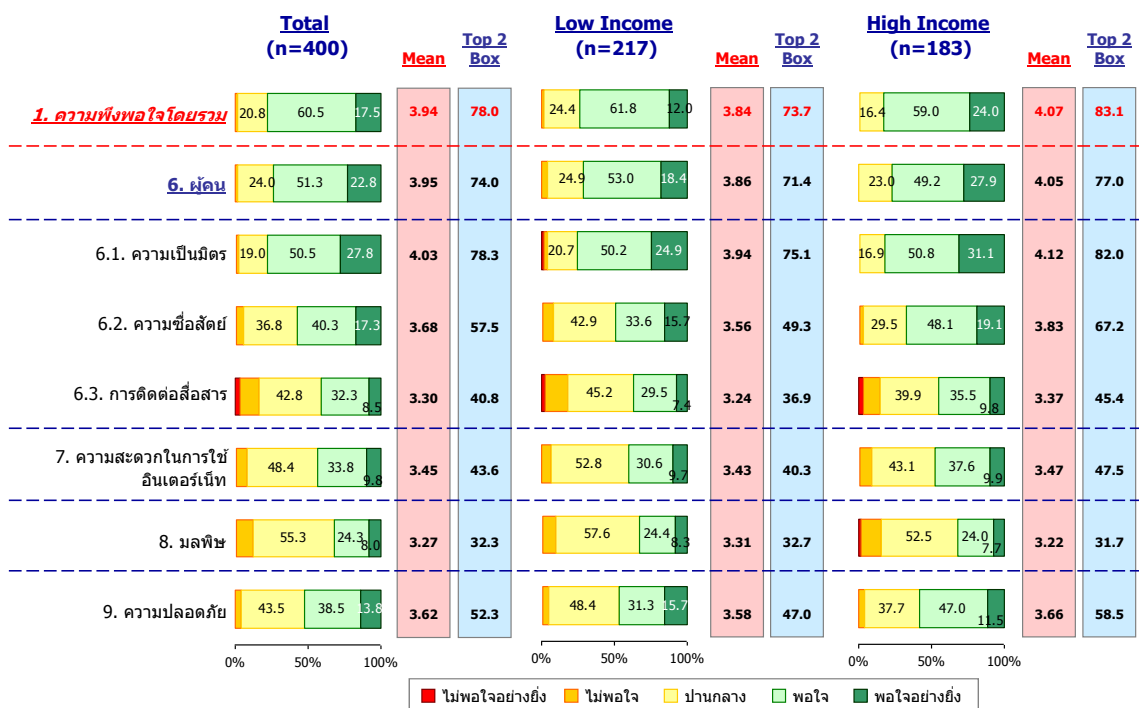 Total Low Income High Income
(n=400) (n=217) (n=183)
Mean Top 2 Box Mean Top 2 Box Mean Top 2 Box
1. ความพึงพอใจโดยรวม 20.8 60.5 17.5 3.94 78.0 24.4 61.8 12.0 3.84 73.7 16.4 59.0 24.0 4.07 83.1
6. ผู้คน 24.0 51.3 22.8 3.95 74.0 24.9 53.0 18.4 3.86 71.4 23.0 49.2 27.9 4.05 77.0
6.1. ความเป็นมิตร 19.0 50.5 27.8 4.03 78.3 20.7 50.2 24.9 3.94 75.1 16.9 50.8 31.1 4.12 82.0
6.2. ความซื่อสัตย์ 36.8 40.3 17.3 3.68 57.5 42.9 33.6 15.7 3.56 49.3 29.5 48.1 19.1 3.83 67.2
6.3. การติดต่อสื่อสาร 42.8 32.3 8.5 3.30 40.8 45.2 29.5 7.4 3.24 36.9 39.9 35.5 9.8 3.37 45.4
7. ความสะดวกในการใช้
อินเตอร์เน็ท 48.4 33.8 9.8 3.45 43.6 52.8 30.6 9.7 3.43 40.3 43.1 37.6 9.9 3.47 47.5
8. มลพิษ 55.3 24.3 8.0 3.27 32.3 57.6 24.4 8.3 3.31 32.7 52.5 24.0 7.7 3.22 31.7
9. ความปลอดภัย 43.5 38.5 13.8 3.62 52.3 48.4 31.3 15.7 3.58 47.0 37.7 47.0 11.5 3.66 58.5
0% 50% 100% 0% 50% 100% 0% 50% 100%
ไม่พอใจอย่างยิ่ง ไม่พอใจ ปานกลาง พอใจ พอใจอย่างยิ่ง